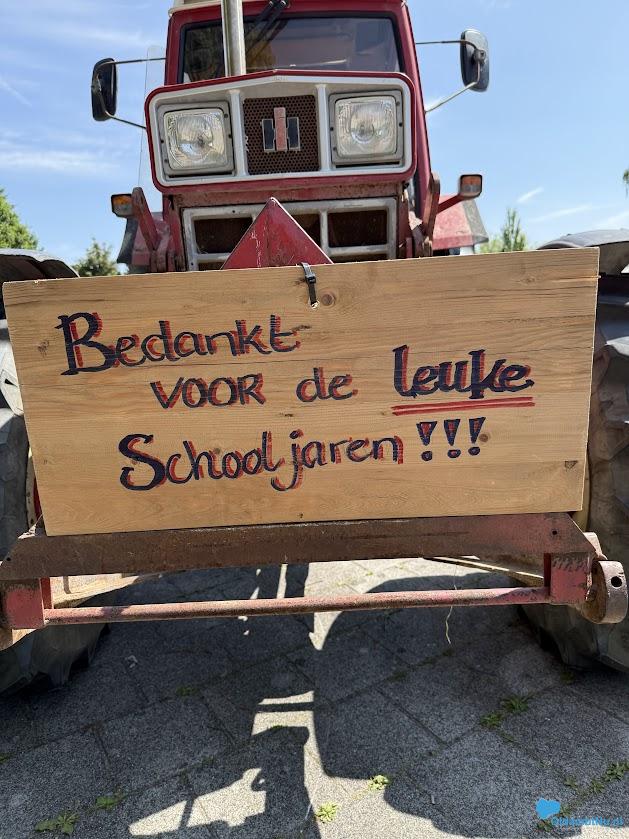 Bedankt
voor de leuke
Schooljaren !!!